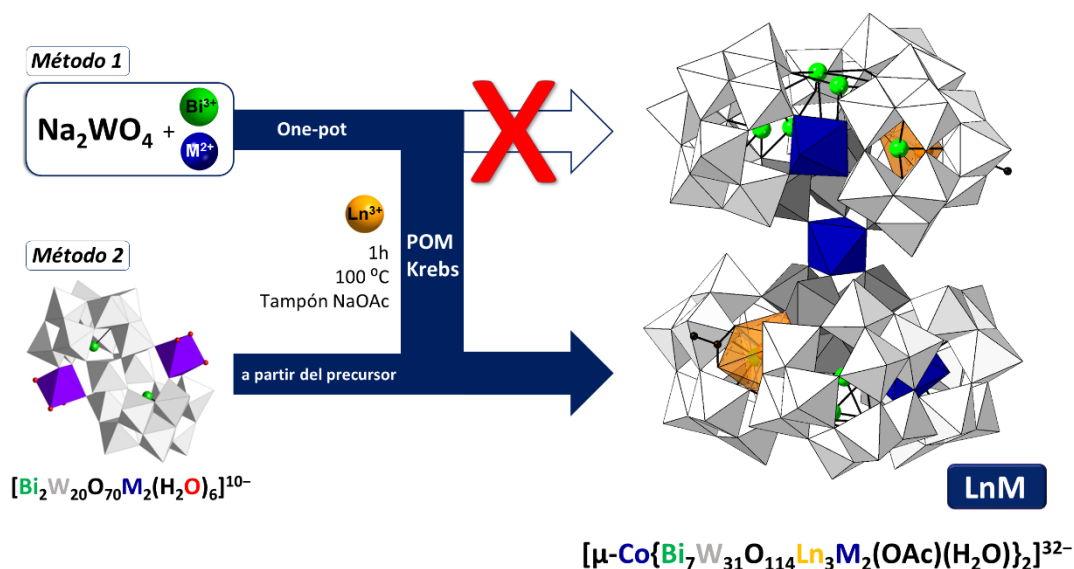 Método 1
Na₂WO₄ +
Bi³⁺
M²⁺
One-pot
Ln³⁺
1h
100 ºC
Tampón NaOAc
POM
Krebs
Método 2
a partir del precursor
[Bi₂W₂₀O₇₀M₂(H₂O)₆]¹⁰⁻
LnM
[μ-Co{Bi₇W₃₁O₁₁₄Ln₃M₂(OAc)(H₂O)}₂]³²⁻